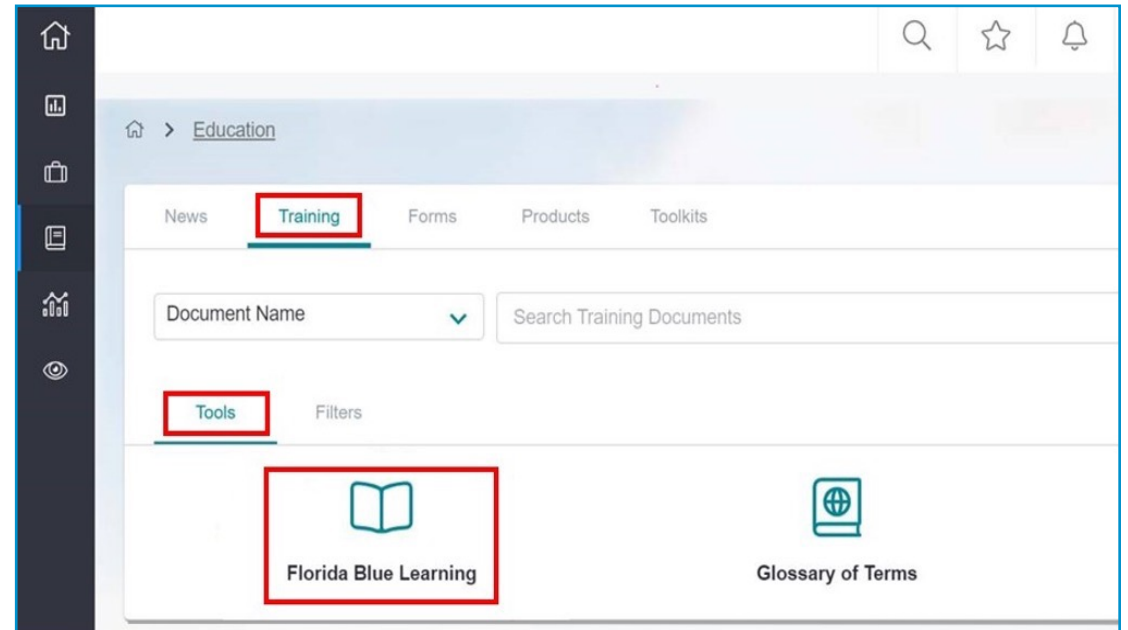 > Education
News Training Forms Products Toolkits
Document Name Search Training Documents
Tools Filters
Florida Blue Learning Glossary of Terms